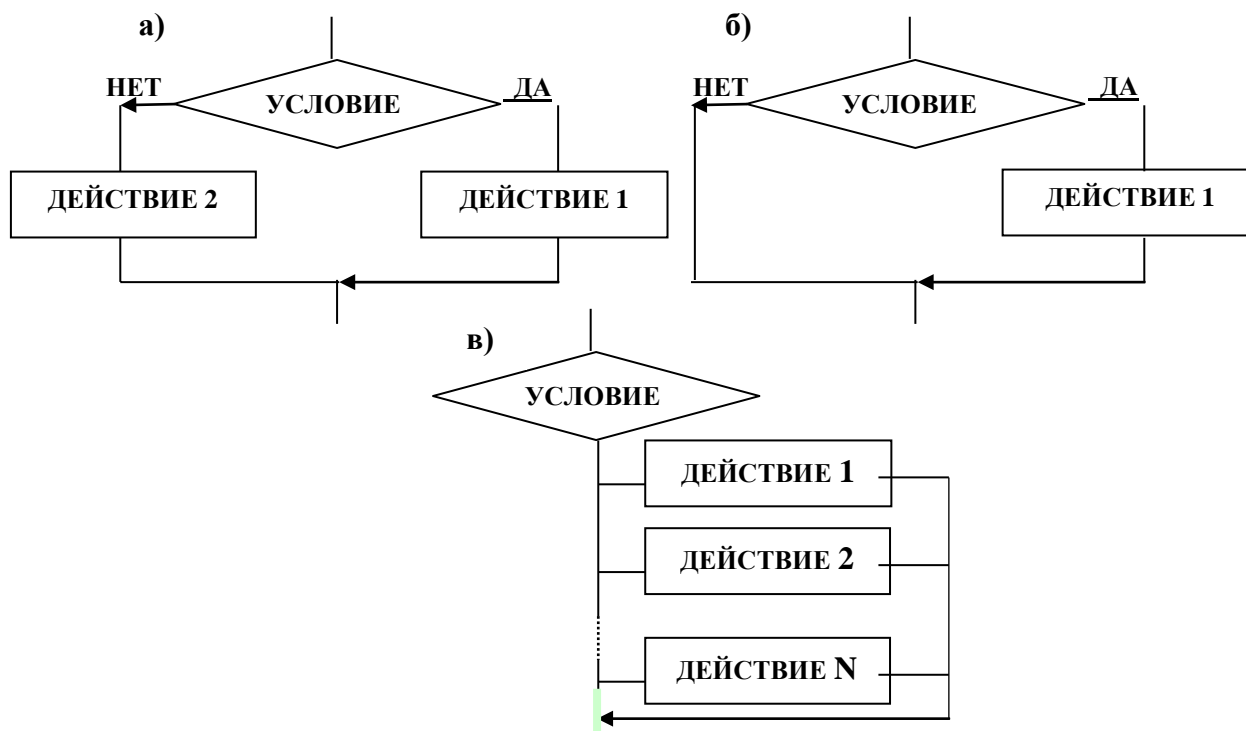 а)
НЕТ
УСЛОВИЕ
ДА
ДЕЙСТВИЕ 2
ДЕЙСТВИЕ 1
б)
НЕТ
УСЛОВИЕ
ДА
ДЕЙСТВИЕ 1
в)
УСЛОВИЕ
ДЕЙСТВИЕ 1
ДЕЙСТВИЕ 2
ДЕЙСТВИЕ N